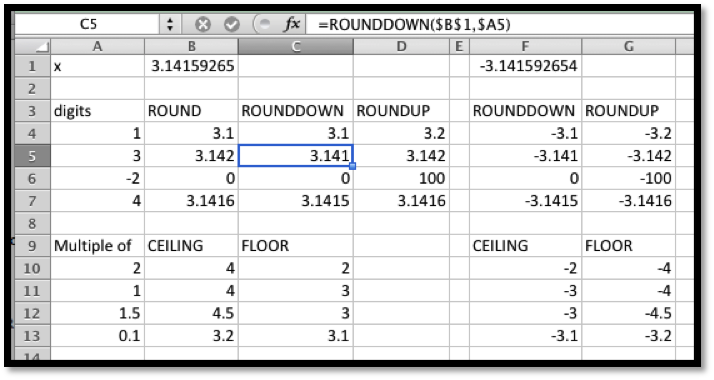 C5 fx =ROUNDDOWN($B$1,$A5)
A B C D E F G
1 x 3.14159265 -3.141592654
2
3 digits ROUND ROUNDDOWN ROUNDUP ROUNDDOWN ROUNDUP
4 1 3.1 3.1 3.2 -3.1 -3.2
5 3 3.142 3.141 3.142 -3.141 -3.142
6 -2 0 0 100 0 -100
7 4 3.1416 3.1415 3.1416 -3.1415 -3.1416
8
9 Multiple of CEILING FLOOR CEILING FLOOR
10 2 4 2 -2 -4
11 1 4 3 -3 -4
12 1.5 4.5 3 -3 -4.5
13 0.1 3.2 3.1 -3.1 -3.2
14